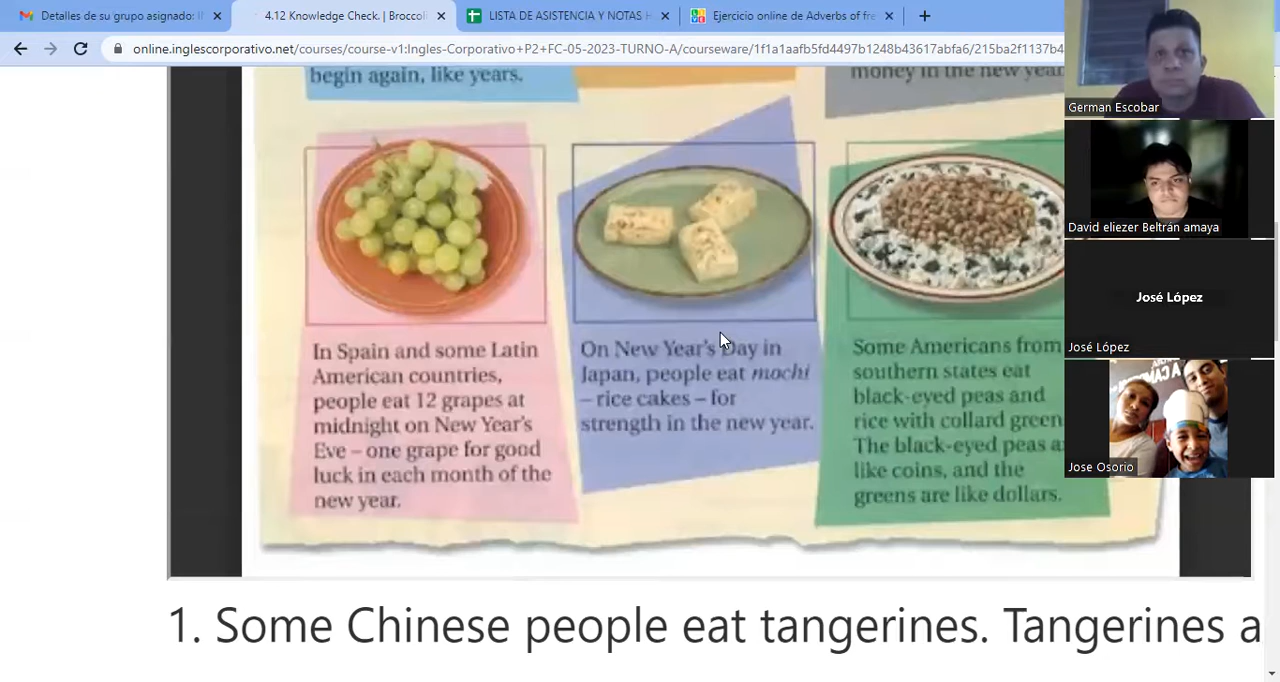 Detalles de su grupo asignado: I
4.12 Knowledge Check. | Broccoli
LISTA DE ASISTENCIA Y NOTAS H
Ejercicio online de Adverbs of fre
online.inglescorporativo.net/courses/course-v1:Ingles-Corporativo+P2+FC-05-2023-TURNO-A/courseware/1f1a1aafb5fd4497b1248b43617abfa6/215ba2f1137b4
begin again, like years.
money in the new year
In Spain and some Latin
American countries,
people eat 12 grapes at
midnight on New Year's
Eve – one grape for good
luck in each month of the
new year.
On New Year's Day in
Japan, people eat mochi
– rice cakes – for
strength in the new year.
Some Americans from
southern states eat
black-eyed peas and
rice with collard green
The black-eyed peas a
like coins, and the
greens are like dollars.
1. Some Chinese people eat tangerines. Tangerines a
German Escobar
David eliezer Beltrán amaya
José López
José López
Jose Osorio